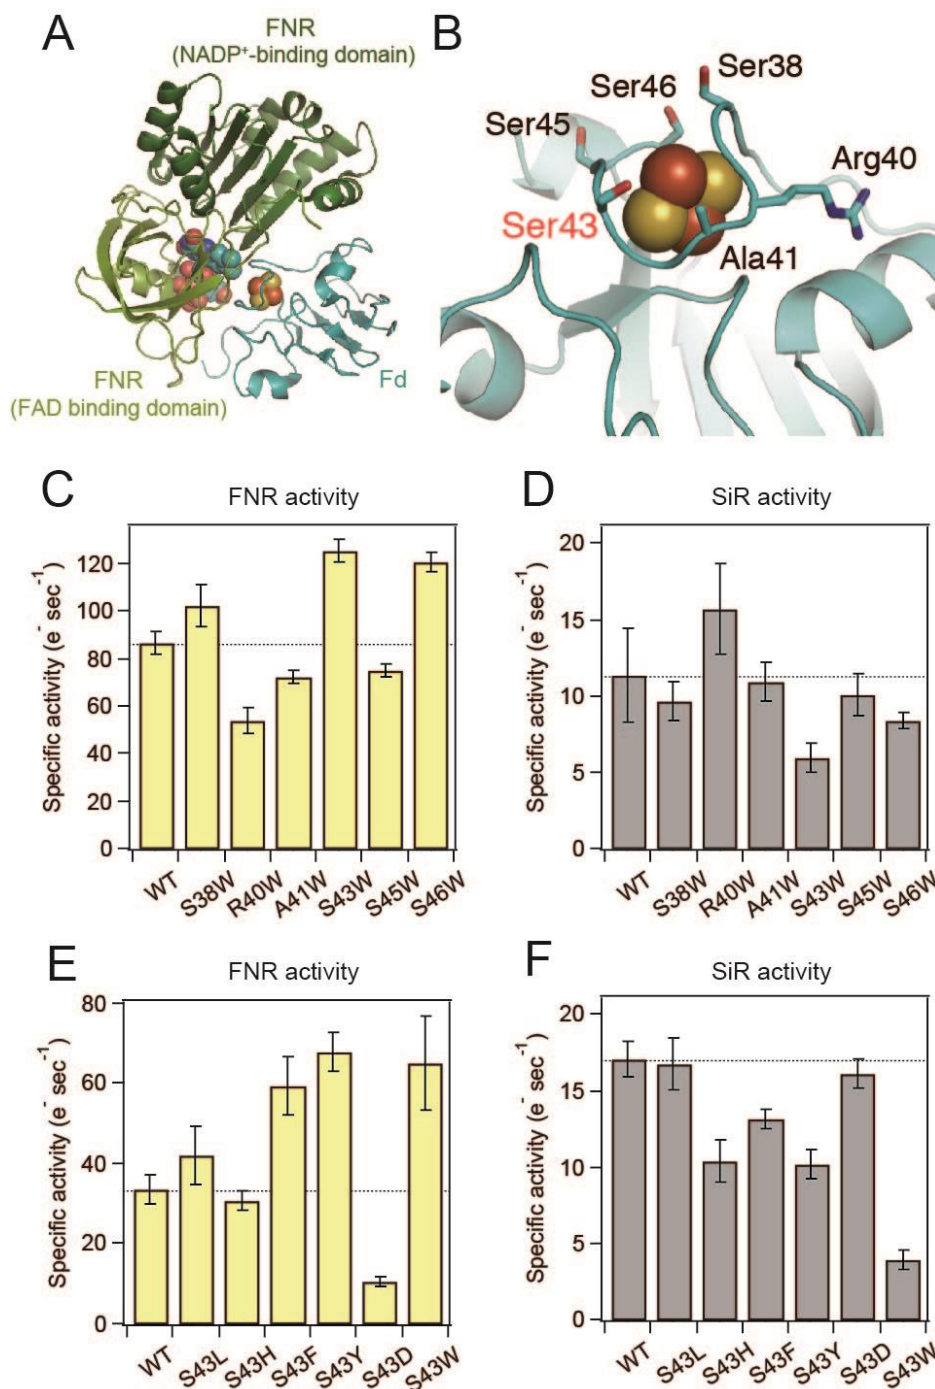 A
FNR
(NADP⁺-binding domain)
FNR
(FAD binding domain)
Fd
B
Ser38
Ser46
Ser45
Arg40
Ser43
Ala41
C
FNR activity
Specific activity (e⁻ sec⁻¹)
120
100
80
60
40
20
0
WT
S38W
R40W
A41W
S43W
S45W
S46W
D
SiR activity
Specific activity (e⁻ sec⁻¹)
20
15
10
5
0
WT
S38W
R40W
A41W
S43W
S45W
S46W
E
FNR activity
Specific activity (e⁻ sec⁻¹)
80
60
40
20
0
WT
S43L
S43H
S43F
S43Y
S43D
S43W
F
SiR activity
Specific activity (e⁻ sec⁻¹)
20
15
10
5
0
WT
S43L
S43H
S43F
S43Y
S43D
S43W